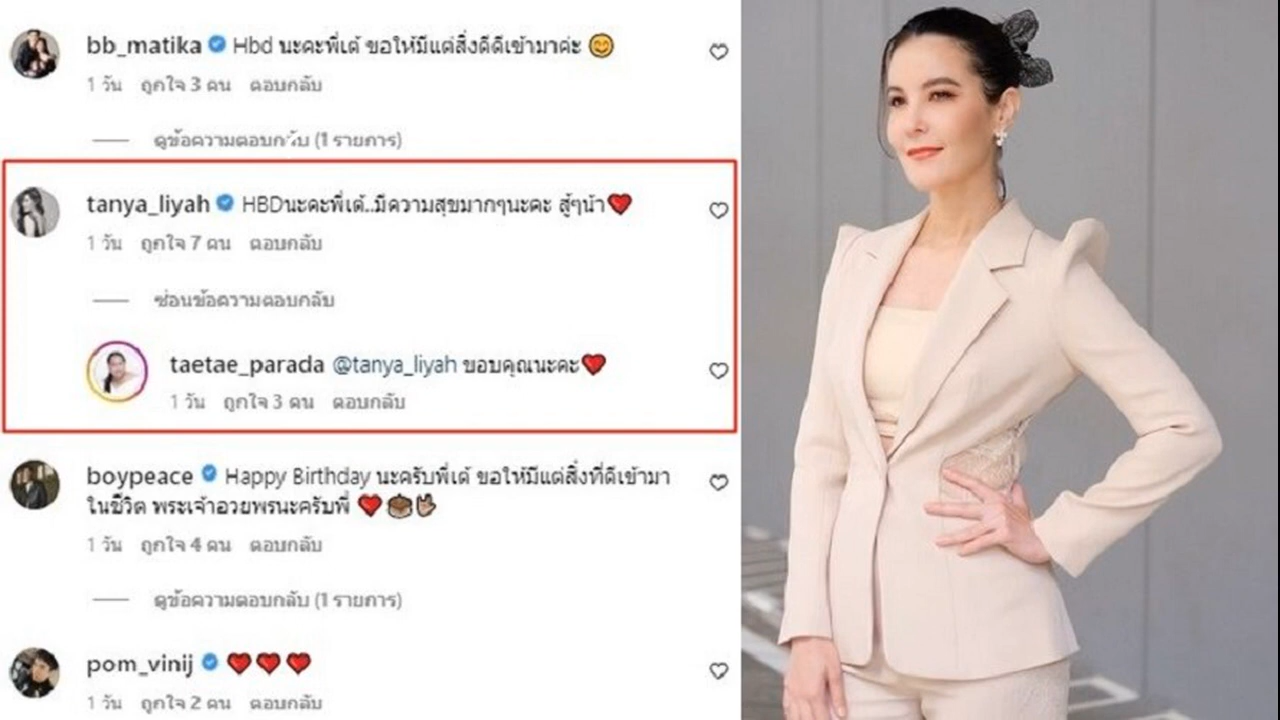 bb_matika Hbd นะคะพี่เต้ ขอให้มีแต่สิ่งดีดีเข้ามาค่ะ 😊
1 วัน ถูกใจ 3 คน ตอบกลับ
ดูข้อความตอบกลับ (1 รายการ)
tanya_liyah HBDนะคะพี่เต้..มีความสุขมากๆนะคะ สู้ๆน้า❤️
1 วัน ถูกใจ 7 คน ตอบกลับ
ซ่อนข้อความตอบกลับ
taetae_parada @tanya_liyah ขอบคุณนะคะ❤️
1 วัน ถูกใจ 3 คน ตอบกลับ
boypeace Happy Birthday นะครับพี่เต้ ขอให้มีแต่สิ่งที่ดีเข้ามา
ในชีวิต พระเจ้าอวยพรนะครับพี่ ❤️🎂🤟
1 วัน ถูกใจ 4 คน ตอบกลับ
ดูข้อความตอบกลับ (1 รายการ)
pom_vinij ❤️❤️❤️
1 วัน ถูกใจ 2 คน ตอบกลับ